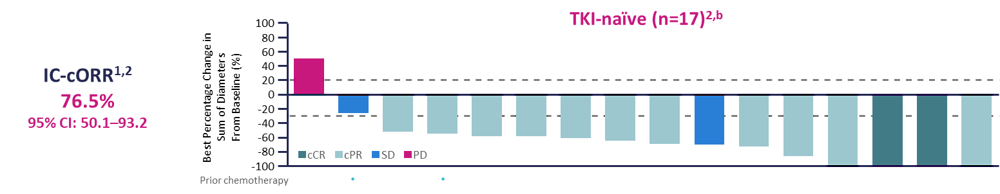 TKI-naïve (n=17)2,b
IC-cORR1,2
76.5%
95% CI: 50.1–93.2
Best Percentage Change in
Sum of Diameters
From Baseline (%)
100
80
60
40
20
0
-20
-40
-60
-80
-100
cCR cPR SD PD
Prior chemotherapy